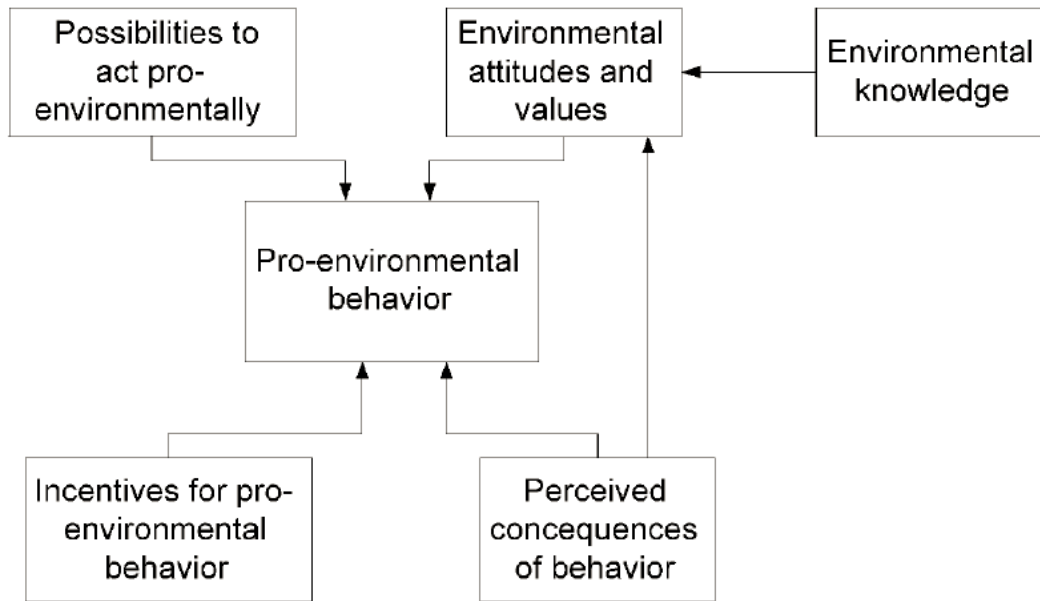 Possibilities to
act pro-
environmentally
Environmental
attitudes and
values
Environmental
knowledge
Pro-environmental
behavior
Incentives for pro-
environmental
behavior
Perceived
concequences
of behavior